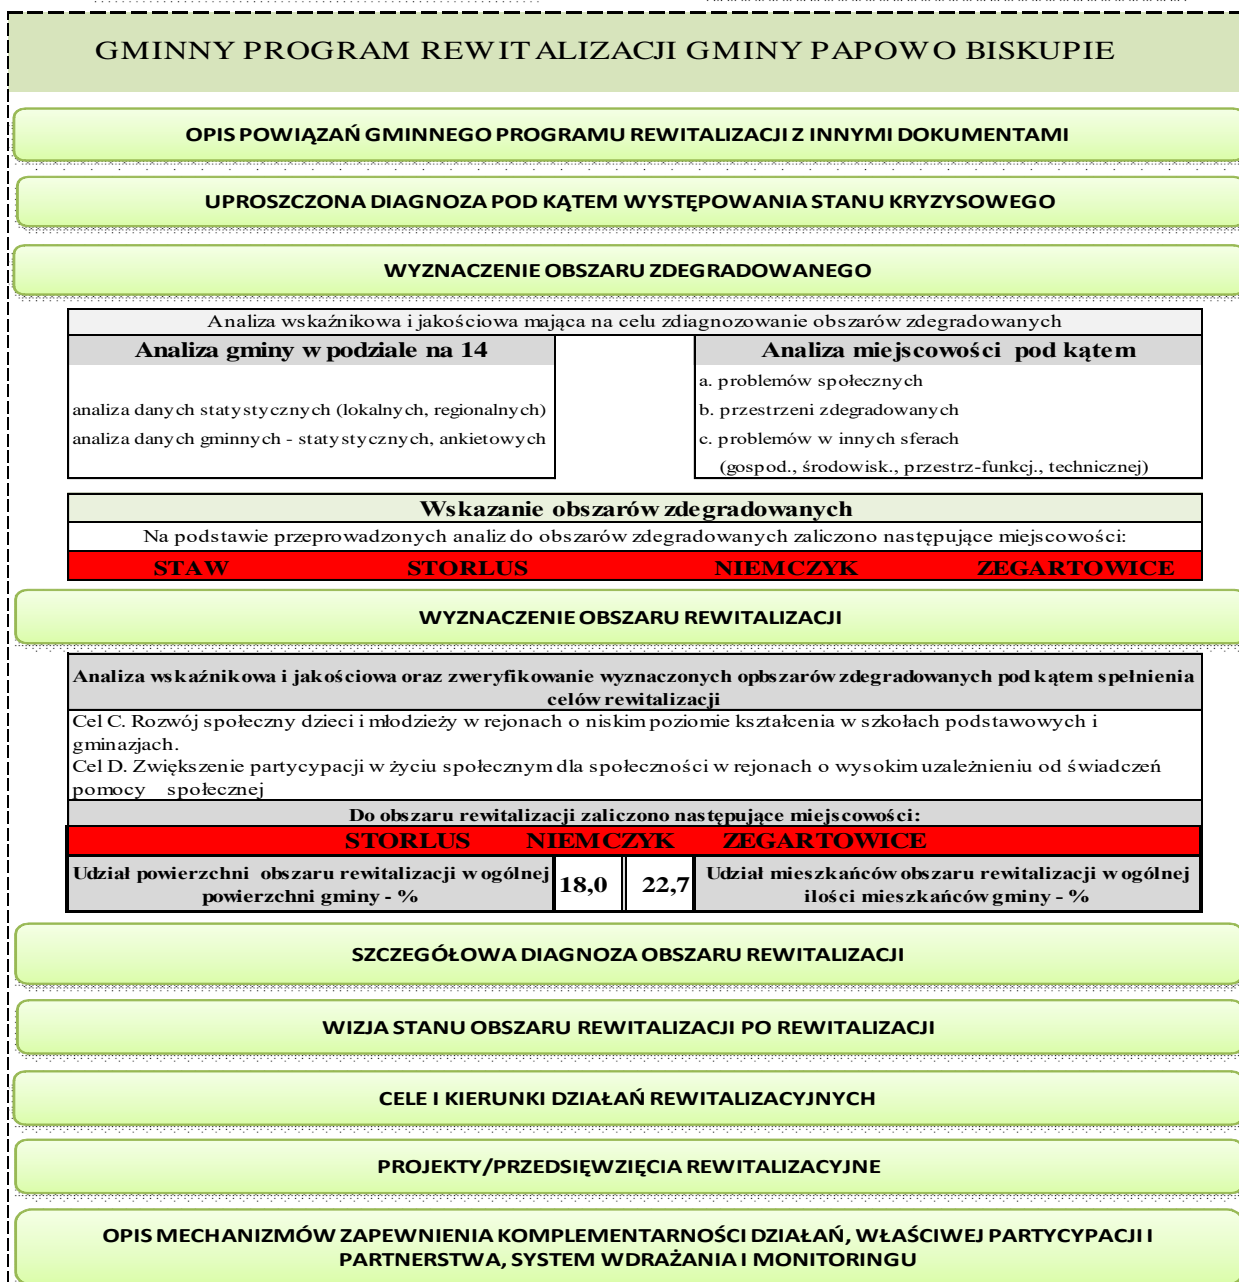 GMINNY PROGRAM REWITALIZACJI GMINY PAPOWO BISKUPIE
OPIS POWIĄZAŃ GMINNEGO PROGRAMU REWITALIZACJI Z INNYMI DOKUMENTAMI
UPROSZCZONA DIAGNOZA POD KĄTEM WYSTĘPOWANIA STANU KRYZYSOWEGO
WYZNACZENIE OBSZARU ZDEGRADOWANEGO
Analiza wskaźnikowa i jakościowa mająca na celu zdiagnozowanie obszarów zdegradowanych
Analiza gminy w podziale na 14
analiza danych statystycznych (lokalnych, regionalnych)
analiza danych gminnych - statystycznych, ankietowych
Analiza miejscowości pod kątem
a. problemów społecznych
b. przestrzeni zdegradowanych
c. problemów w innych sferach
(gospod., środowisk., przestrz-funkcj., technicznej)
Wskazanie obszarów zdegradowanych
Na podstawie przeprowadzonych analiz do obszarów zdegradowanych zaliczono następujące miejscowości:
STAW STORLUS NIEMCZYK ZEGARTOWICE
WYZNACZENIE OBSZARU REWITALIZACJI
Analiza wskaźnikowa i jakościowa oraz zweryfikowanie wyznaczonych opbszarów zdegradowanych pod kątem spełnienia
celów rewitalizacji
Cel C. Rozwój społeczny dzieci i młodzieży w rejonach o niskim poziomie kształcenia w szkołach podstawowych i
gminazjach.
Cel D. Zwiększenie partycypacji w życiu społecznym dla społeczności w rejonach o wysokim uzależnieniu od świadczeń
pomocy społecznej
Do obszaru rewitalizacji zaliczono następujące miejscowości:
STORLUS NIEMCZYK ZEGARTOWICE
Udział powierzchni obszaru rewitalizacji w ogólnej
powierzchni gminy - %
18,0
22,7
Udział mieszkańców obszaru rewitalizacji w ogólnej
ilości mieszkańców gminy - %
SZCZEGÓŁOWA DIAGNOZA OBSZARU REWITALIZACJI
WIZJA STANU OBSZARU REWITALIZACJI PO REWITALIZACJI
CELE I KIERUNKI DZIAŁAŃ REWITALIZACYJNYCH
PROJEKTY/PRZEDSIĘWZIĘCIA REWITALIZACYJNE
OPIS MECHANIZMÓW ZAPEWNIENIA KOMPLEMENTARNOŚCI DZIAŁAŃ, WŁAŚCIWEJ PARTYCYPACJI I
PARTNERSTWA, SYSTEM WDRAŻANIA I MONITORINGU